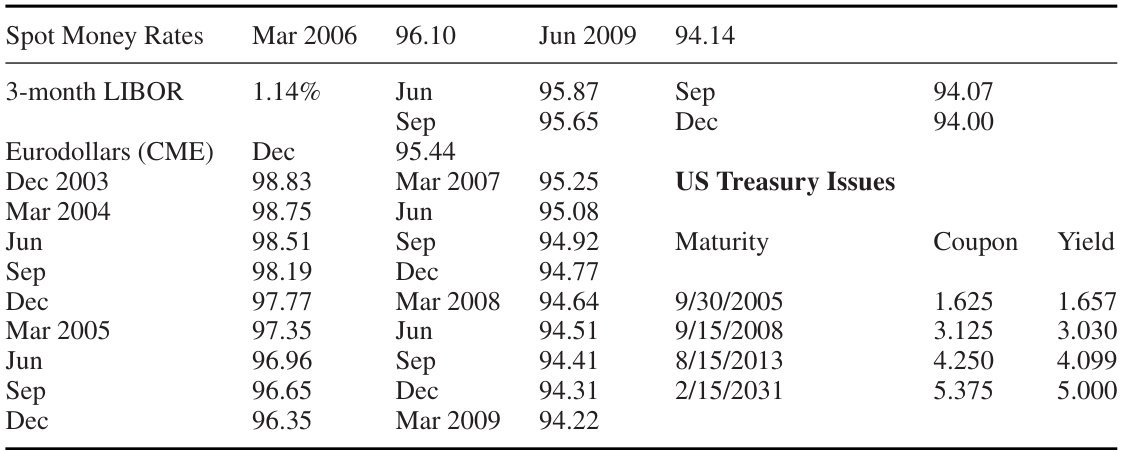 Spot Money Rates Mar 2006 96.10 Jun 2009 94.14
3-month LIBOR 1.14% Jun 95.87 Sep 94.07
Sep 95.65 Dec 94.00
Eurodollars (CME) Dec 95.44
Dec 2003 98.83 Mar 2007 95.25 US Treasury Issues
Mar 2004 98.75 Jun 95.08
Jun 98.51 Sep 94.92 Maturity Coupon Yield
Sep 98.19 Dec 94.77
Dec 97.77 Mar 2008 94.64 9/30/2005 1.625 1.657
Mar 2005 97.35 Jun 94.51 9/15/2008 3.125 3.030
Jun 96.96 Sep 94.41 8/15/2013 4.250 4.099
Sep 96.65 Dec 94.31 2/15/2031 5.375 5.000
Dec 96.35 Mar 2009 94.22